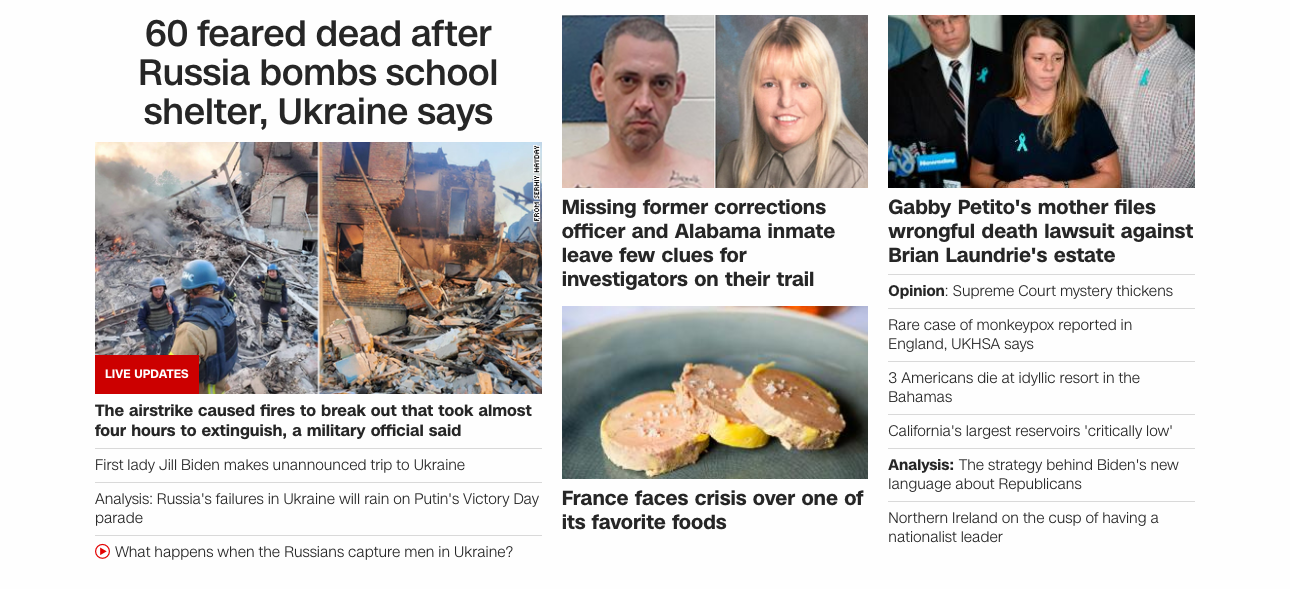 60 feared dead after
Russia bombs school
shelter, Ukraine says
FROM SERHIY HAYDAY
LIVE UPDATES
The airstrike caused fires to break out that took almost
four hours to extinguish, a military official said
First lady Jill Biden makes unannounced trip to Ukraine
Analysis: Russia's failures in Ukraine will rain on Putin's Victory Day
parade
What happens when the Russians capture men in Ukraine?
Missing former corrections
officer and Alabama inmate
leave few clues for
investigators on their trail
France faces crisis over one of
its favorite foods
Newsday
Gabby Petito's mother files
wrongful death lawsuit against
Brian Laundrie's estate
Opinion: Supreme Court mystery thickens
Rare case of monkeypox reported in
England, UKHSA says
3 Americans die at idyllic resort in the
Bahamas
California's largest reservoirs 'critically low'
Analysis: The strategy behind Biden's new
language about Republicans
Northern Ireland on the cusp of having a
nationalist leader